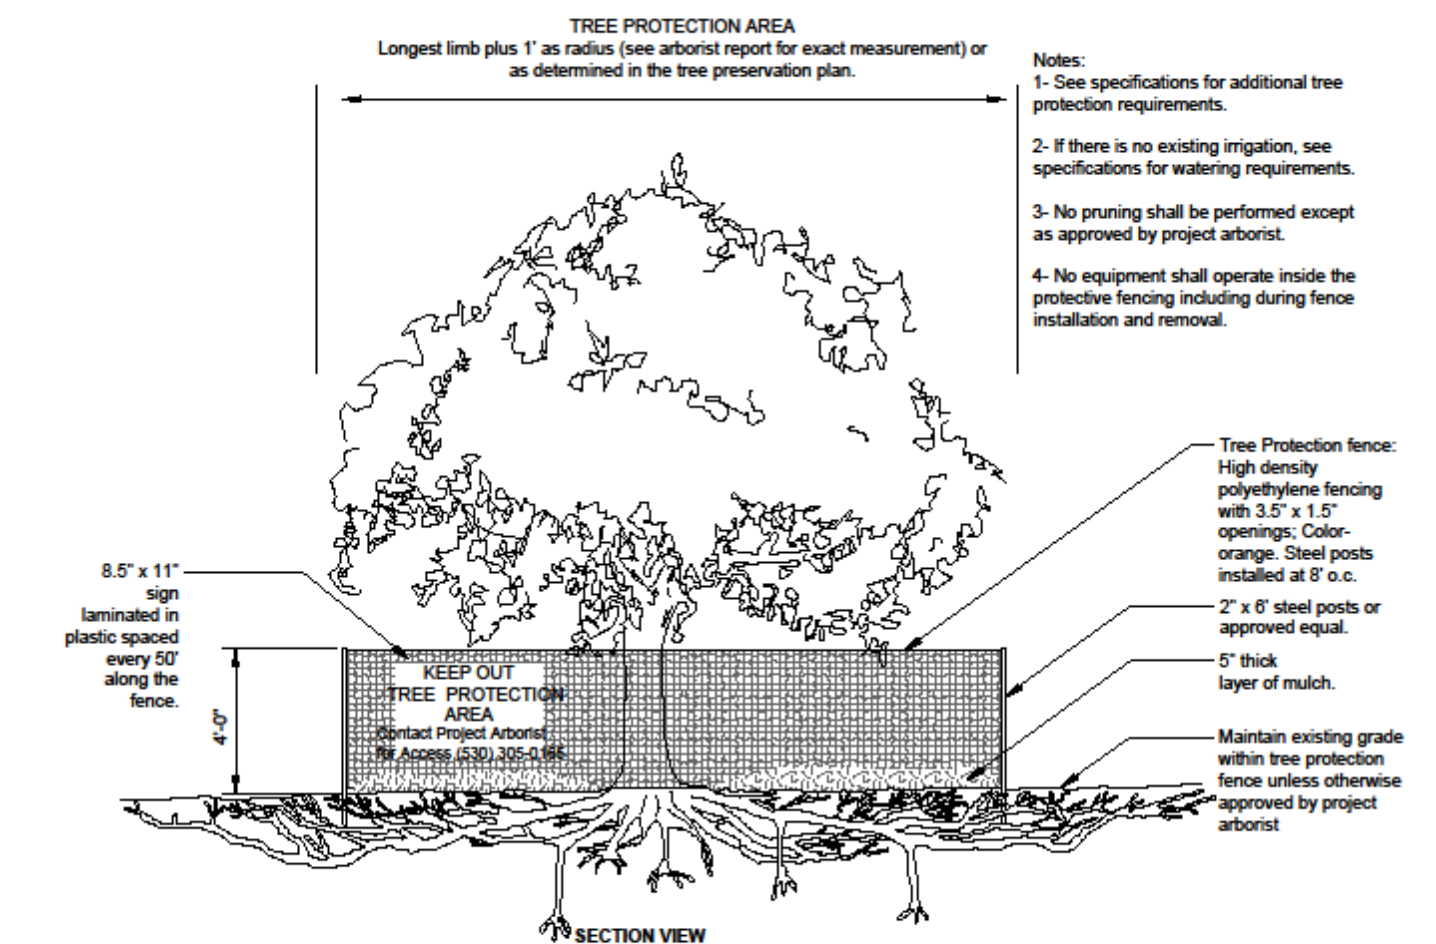 TREE PROTECTION AREA
Longest limb plus 1' as radius (see arborist report for exact measurement) or
as determined in the tree preservation plan.
Notes:
1- See specifications for additional tree
protection requirements.
2- If there is no existing irrigation, see
specifications for watering requirements.
3- No pruning shall be performed except
as approved by project arborist.
4- No equipment shall operate inside the
protective fencing including during fence
installation and removal.
Tree Protection fence:
High density
polyethylene fencing
with 3.5" x 1.5"
openings; Color-
orange. Steel posts
installed at 8' o.c.
2" x 6' steel posts or
approved equal.
5" thick
layer of mulch.
Maintain existing grade
within tree protection
fence unless otherwise
approved by project
arborist
8.5" x 11"
sign
laminated in
plastic spaced
every 50'
along the
fence.
4'-0"
KEEP OUT
TREE PROTECTION
AREA
Contact Project Arborist
for Access (530) 305-0165
SECTION VIEW